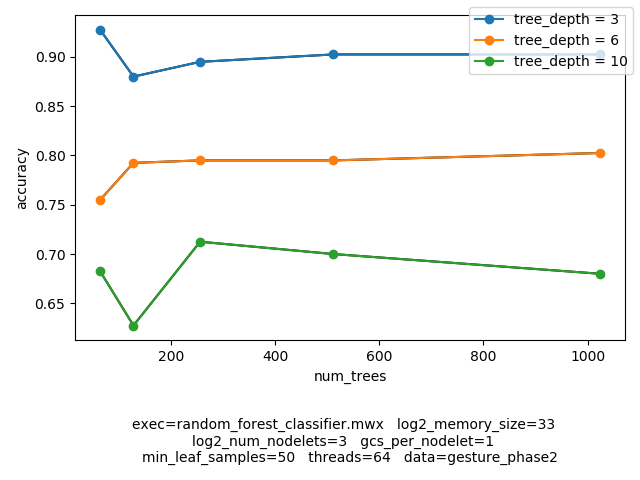 tree_depth = 3
tree_depth = 6
tree_depth = 10
0.90
0.85
0.80
0.75
0.70
0.65
accuracy
200 400 600 800 1000
num_trees
exec=random_forest_classifier.mwx log2_memory_size=33
log2_num_nodelets=3 gcs_per_nodelet=1
min_leaf_samples=50 threads=64 data=gesture_phase2